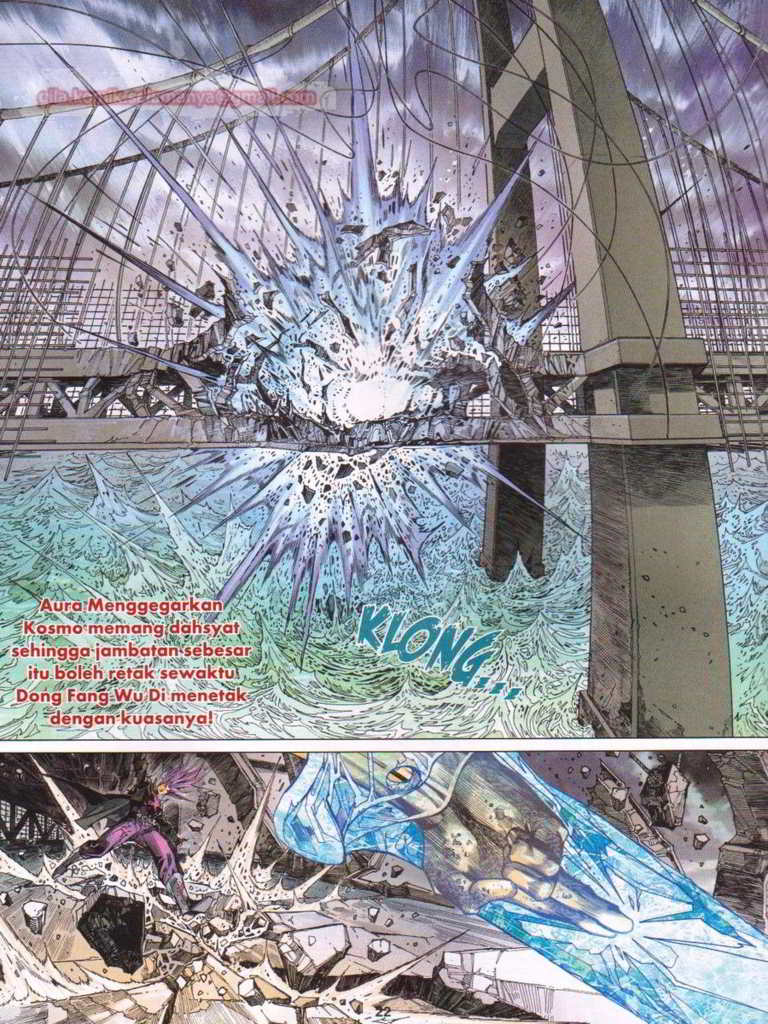 Aura Menggegarkan
Kosmo memang dahsyat
sehingga jambatan sebesar
itu boleh retak sewaktu
Dong Fang Wu Di menetak
dengan kuasanya!
KLONG...
22